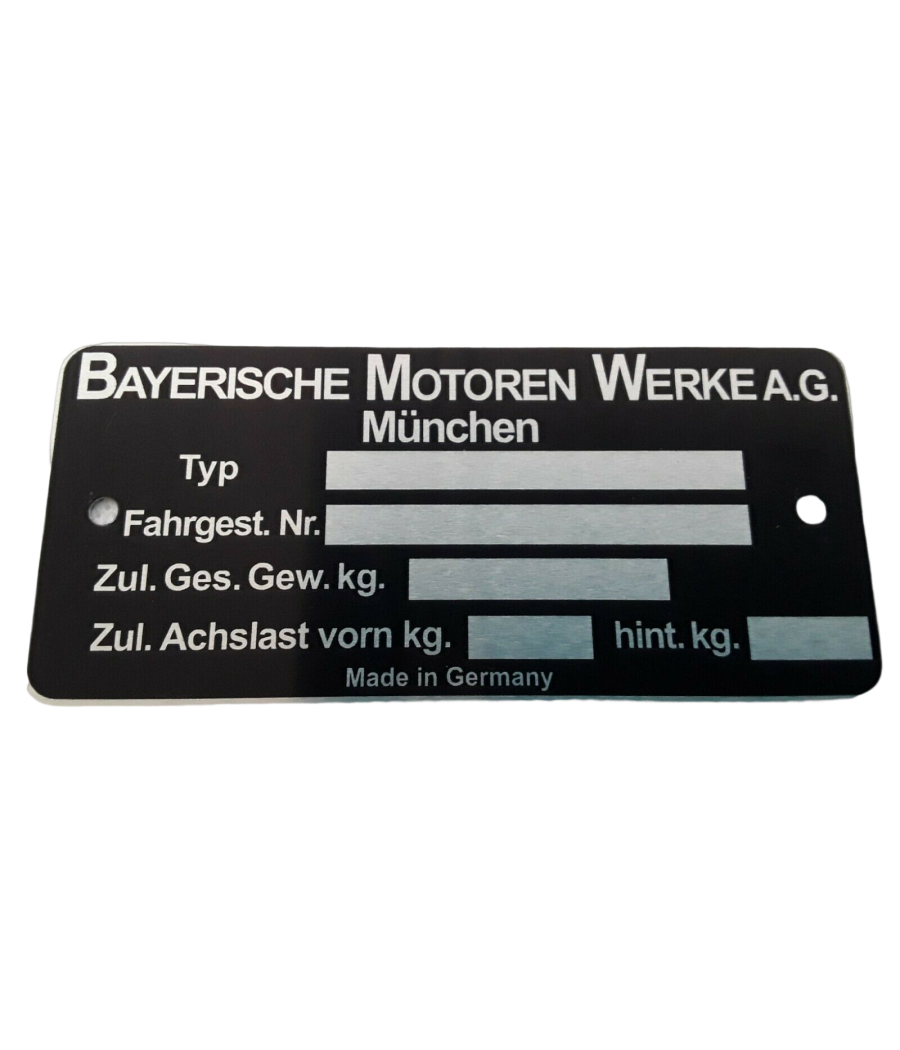 BAYERISCHE MOTOREN WERKE A.G.
München
Typ
Fahrgest. Nr.
Zul. Ges. Gew. kg.
Zul. Achslast vorn kg. hint. kg.
Made in Germany